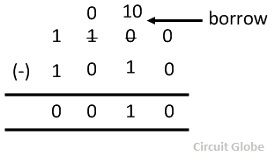 0 10 borrow
1 1 0 0
(-) 1 0 1 0
0 0 1 0
Circuit Globe